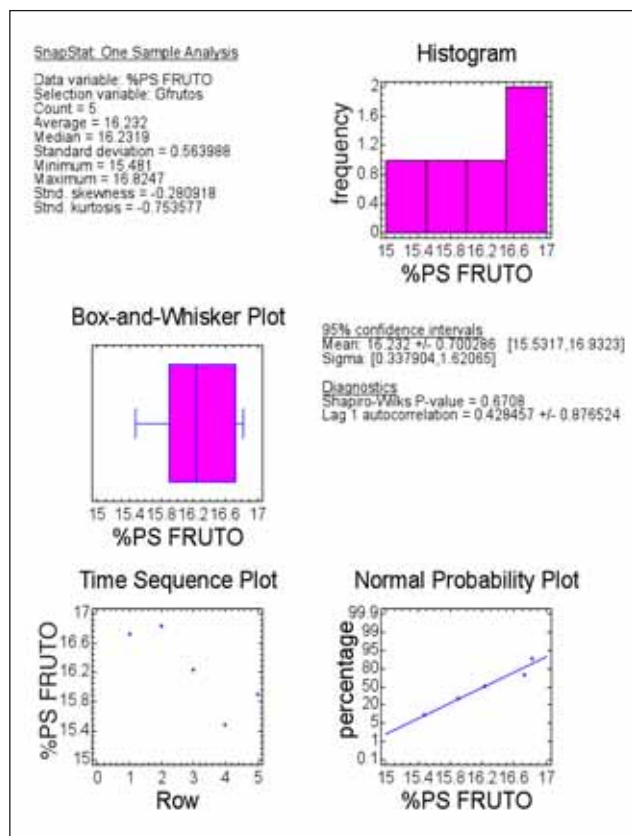 SnapStat: One Sample Analysis
Data variable: %PS FRUTO
Selection variable: Gfrutos
Count = 5
Average = 16.232
Median = 16.2319
Standard deviation = 0.563988
Minimum = 15.481
Maximum = 16.8247
Stnd. skewness = -0.280918
Stnd. kurtosis = -0.753577
Histogram
frequency
2
1.6
1.2
0.8
0.4
0
15 15.4 15.8 16.2 16.6 17
%PS FRUTO
Box-and-Whisker Plot
15 15.4 15.8 16.2 16.6 17
%PS FRUTO
95% confidence intervals
Mean: 16.232 +/- 0.700286 [15.5317,16.9323]
Sigma: [0.337904,1.62065]
Diagnostics
Shapiro-Wilks P-value = 0.6708
Lag 1 autocorrelation = 0.428457 +/- 0.876524
Time Sequence Plot
%PS FRUTO
17
16.6
16.2
15.8
15.4
15
0 1 2 3 4 5
Row
Normal Probability Plot
percentage
99.9
99
95
80
50
20
5
1
0.1
15 15.4 15.8 16.2 16.6 17
%PS FRUTO